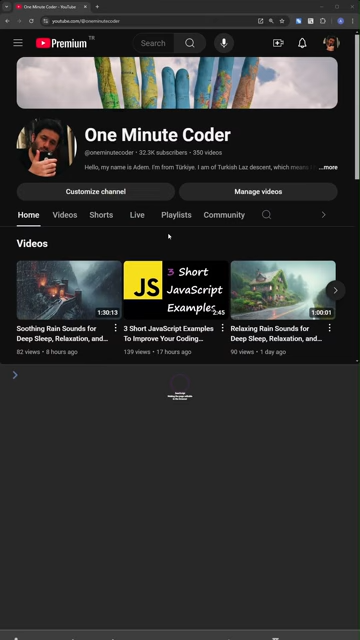 One Minute Coder - YouTube
youtube.com/@oneminutecoder
Premium
TR
Search
One Minute Coder
@oneminutecoder • 32.3K subscribers • 350 videos
Hello, my name is Adem. I'm from Türkiye. I am of Turkish Laz descent, which means
...more
Customize channel
Manage videos
Home
Videos
Shorts
Live
Playlists
Community
Videos
1:30:13
JS
3 Short
JavaScript
Examples
2:45
1:00:01
Soothing Rain Sounds for
Deep Sleep, Relaxation, and...
82 views • 8 hours ago
3 Short JavaScript Examples
To Improve Your Coding...
139 views • 17 hours ago
Relaxing Rain Sounds for
Deep Sleep, Relaxation, and...
90 views • 1 day ago